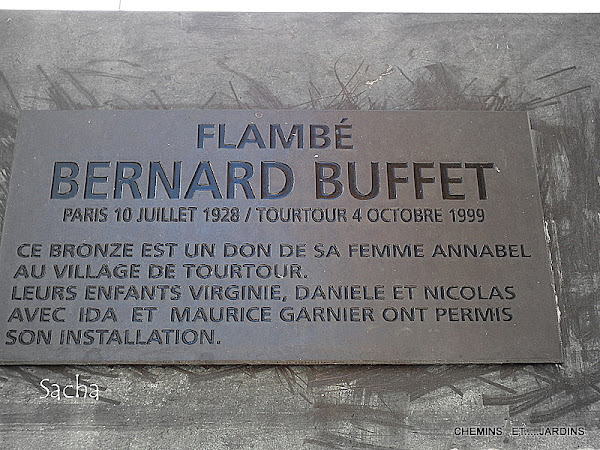 FLAMBÉ
BERNARD BUFFET
PARIS 10 JUILLET 1928 / TOURTOUR 4 OCTOBRE 1999
CE BRONZE EST UN DON DE SA FEMME ANNABEL
AU VILLAGE DE TOURTOUR.
LEURS ENFANTS VIRGINIE, DANIELE ET NICOLAS
AVEC IDA ET MAURICE GARNIER ONT PERMIS
SON INSTALLATION.
Sacha
CHEMINS ET....JARDINS